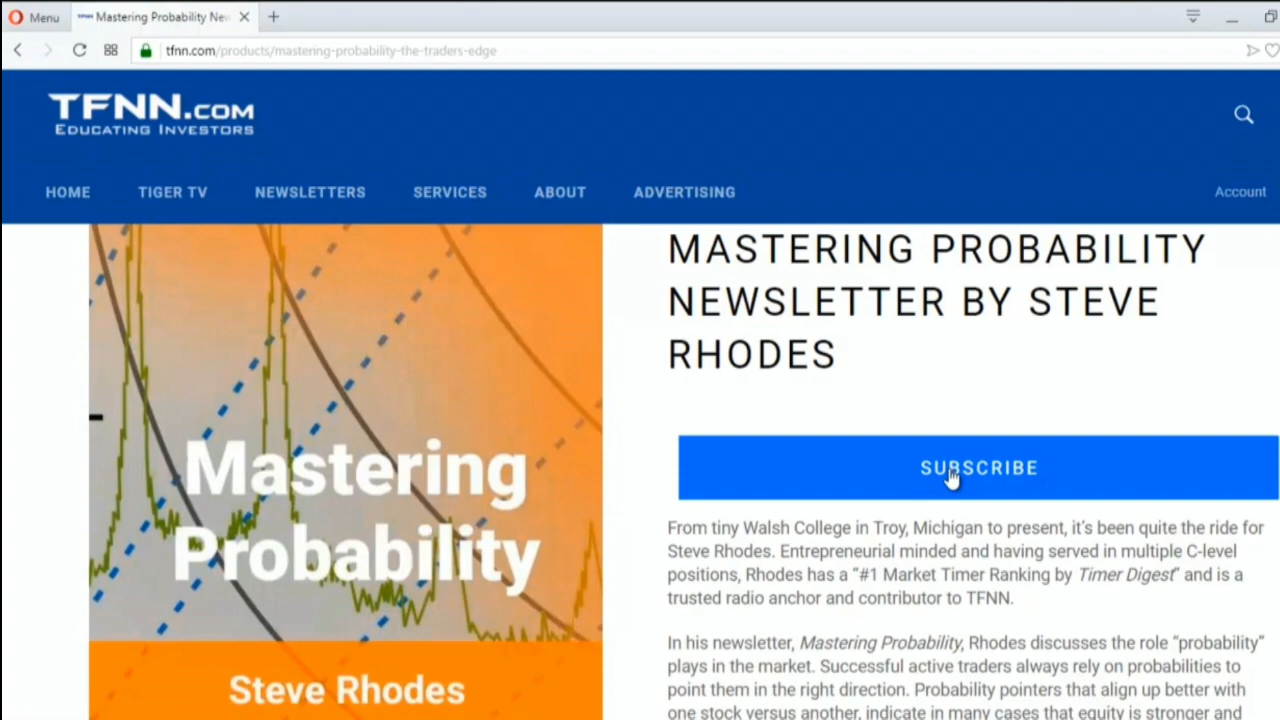 Menu
Mastering Probability New
tfnn.com/products/mastering-probability-the-traders-edge
TFNN.COM
EDUCATING INVESTORS
HOME
TIGER TV
NEWSLETTERS
SERVICES
ABOUT
ADVERTISING
Account
MASTERING PROBABILITY
NEWSLETTER BY STEVE
RHODES
Mastering
Probability
Steve Rhodes
SUBSCRIBE
From tiny Walsh College in Troy, Michigan to present, it's been quite the ride for
Steve Rhodes. Entrepreneurial minded and having served in multiple C-level
positions, Rhodes has a “#1 Market Timer Ranking by Timer Digest” and is a
trusted radio anchor and contributor to TFNN.
In his newsletter, Mastering Probability, Rhodes discusses the role “probability”
plays in the market. Successful active traders always rely on probabilities to
point them in the right direction. Probability pointers that align up better with
one stock versus another, indicate in many cases that equity is stronger and